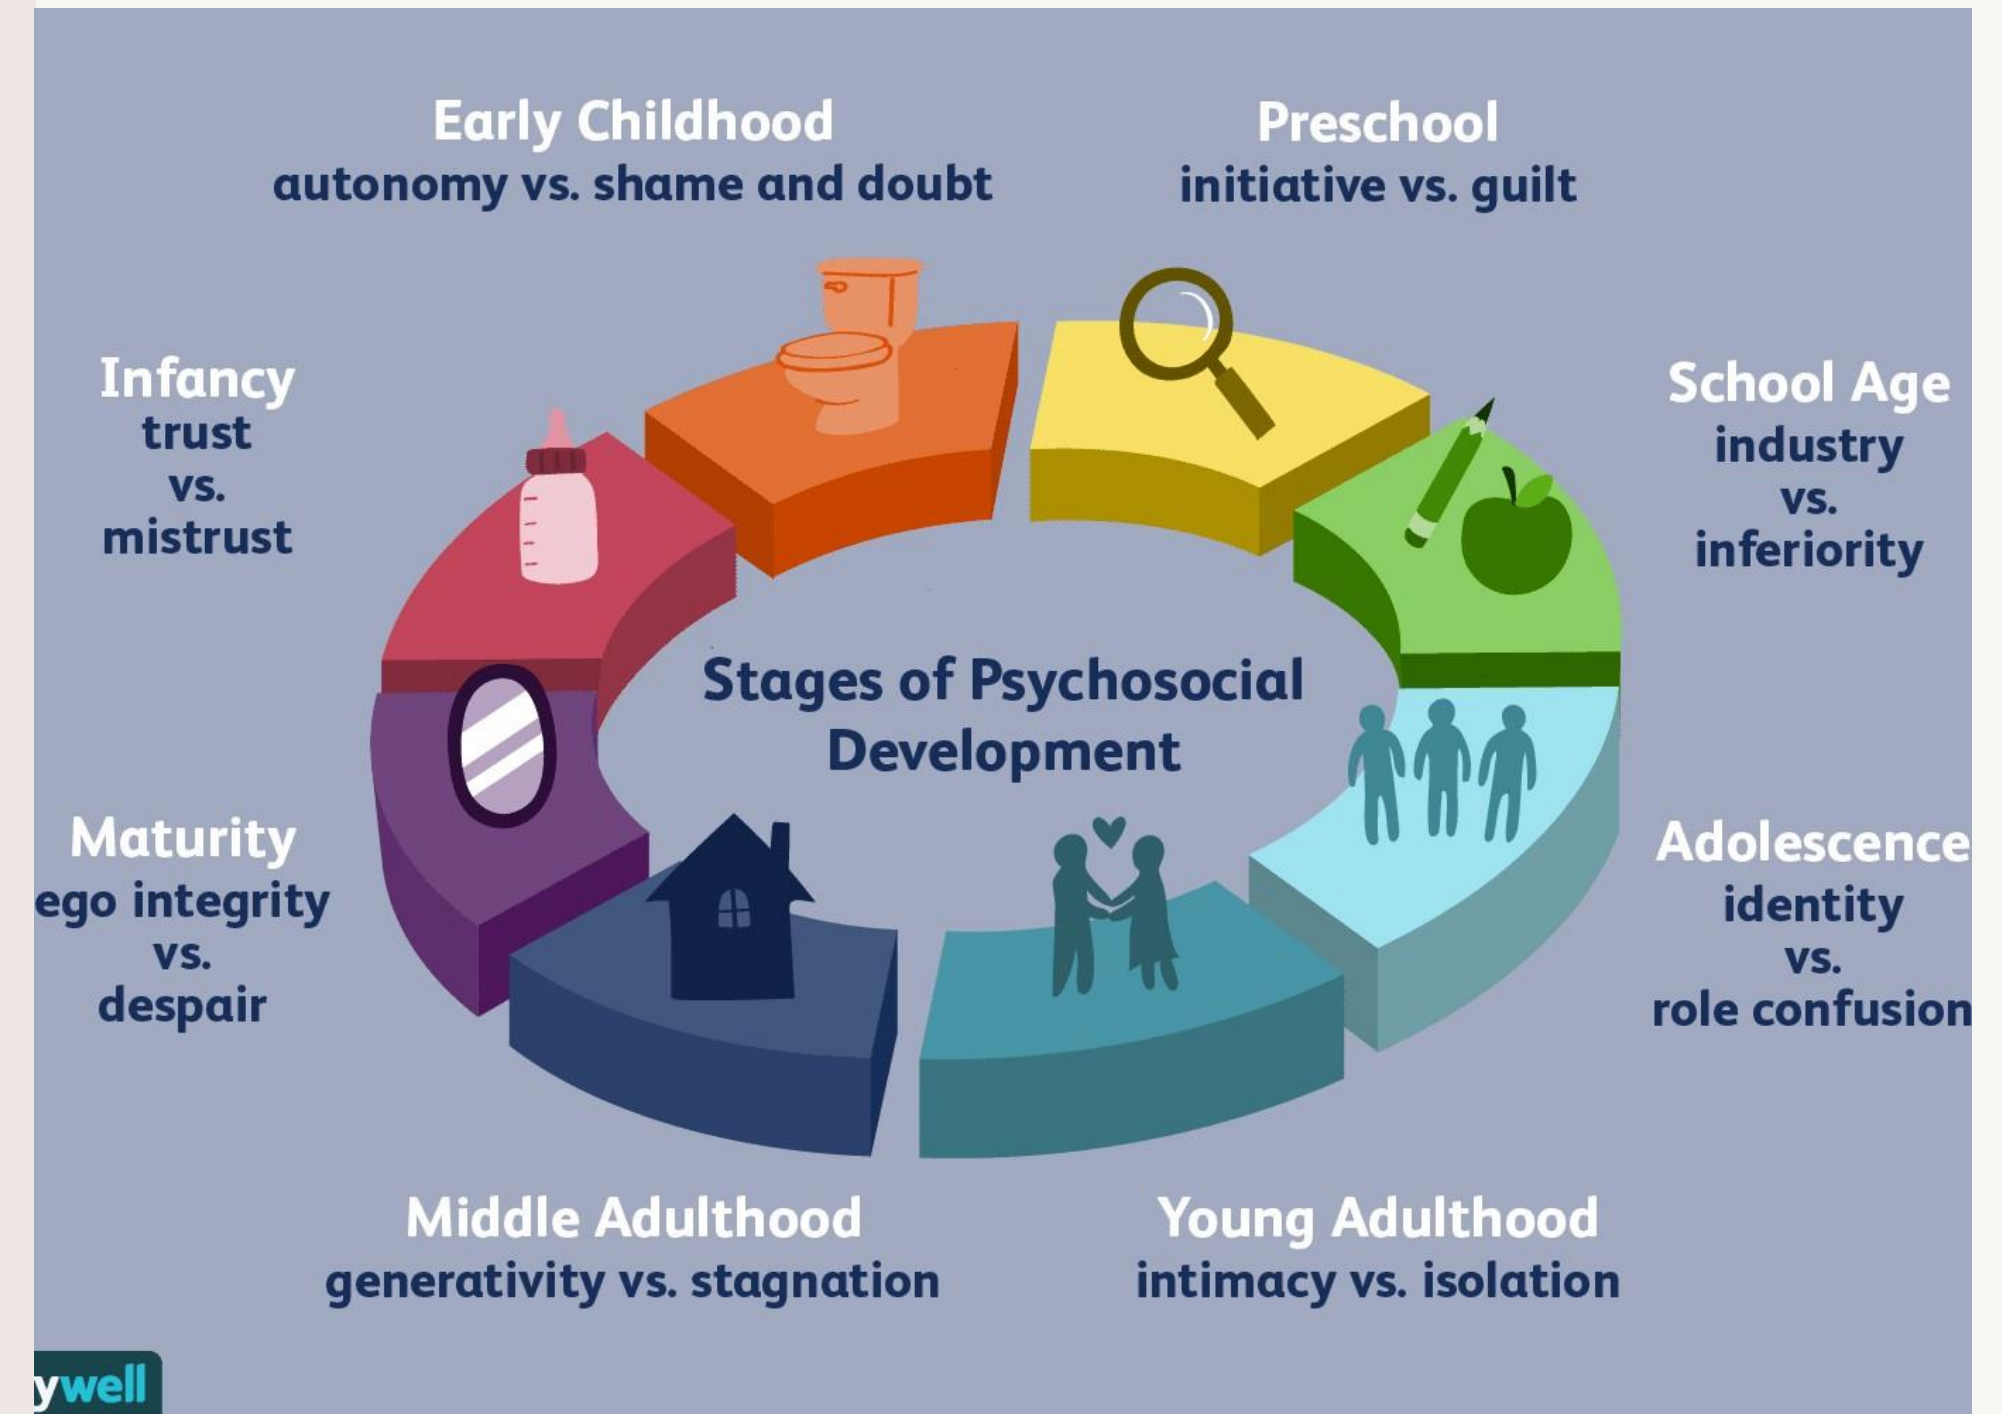 Early Childhood
autonomy vs. shame and doubt
Preschool
initiative vs. guilt
Infancy
trust
vs.
mistrust
School Age
industry
vs.
inferiority
Stages of Psychosocial
Development
Maturity
ego integrity
vs.
despair
Adolescence
identity
vs.
role confusion
Middle Adulthood
generativity vs. stagnation
Young Adulthood
intimacy vs. isolation
ywell